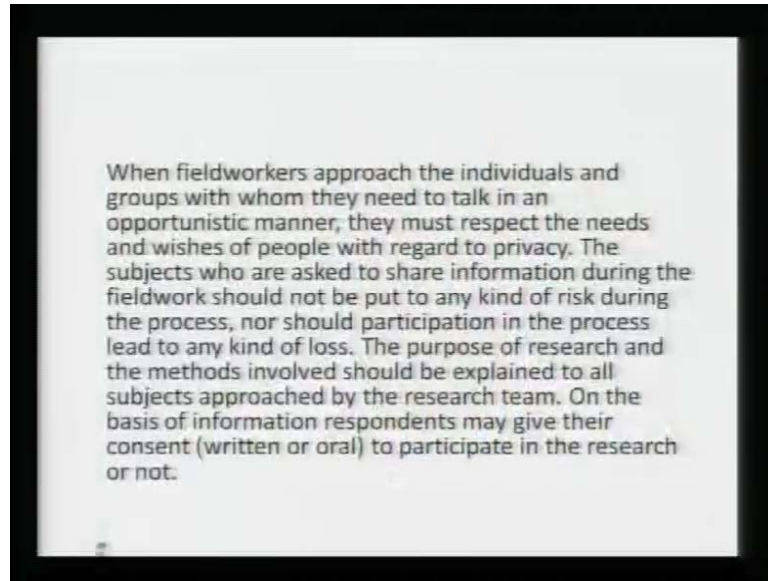 When fieldworkers approach the individuals and
groups with whom they need to talk in an
opportunistic manner, they must respect the needs
and wishes of people with regard to privacy. The
subjects who are asked to share information during the
fieldwork should not be put to any kind of risk during
the process, nor should participation in the process
lead to any kind of loss. The purpose of research and
the methods involved should be explained to all
subjects approached by the research team. On the
basis of information respondents may give their
consent (written or oral) to participate in the research
or not.